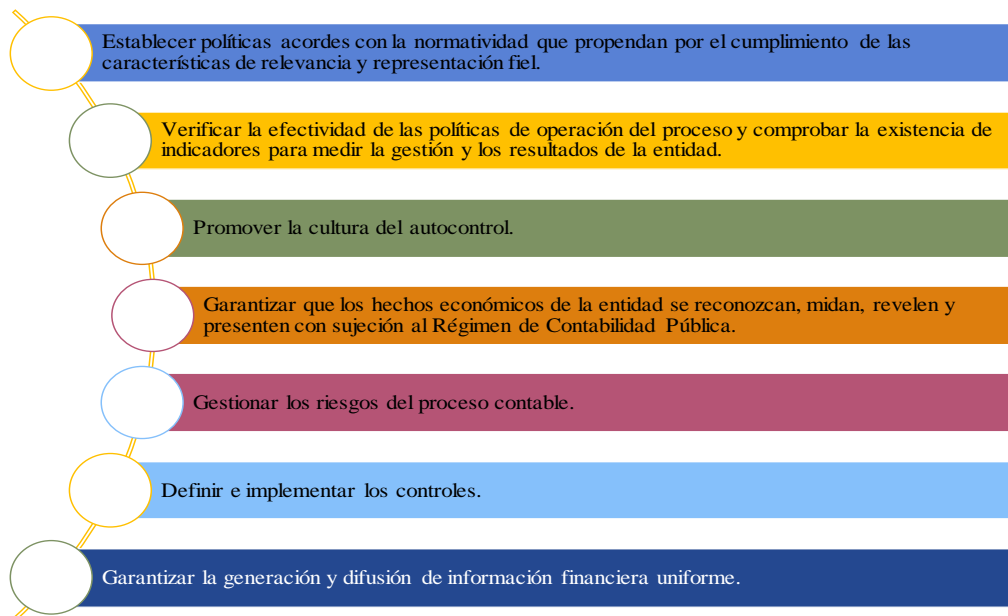 Establecer políticas acordes con la normatividad que propendan por el cumplimiento de las
características de relevancia y representación fiel.
Verificar la efectividad de las políticas de operación del proceso y comprobar la existencia de
indicadores para medir la gestión y los resultados de la entidad.
Promover la cultura del autocontrol.
Garantizar que los hechos económicos de la entidad se reconozcan, midan, revelen y
presenten con sujeción al Régimen de Contabilidad Pública.
Gestionar los riesgos del proceso contable.
Definir e implementar los controles.
Garantizar la generación y difusión de información financiera uniforme.